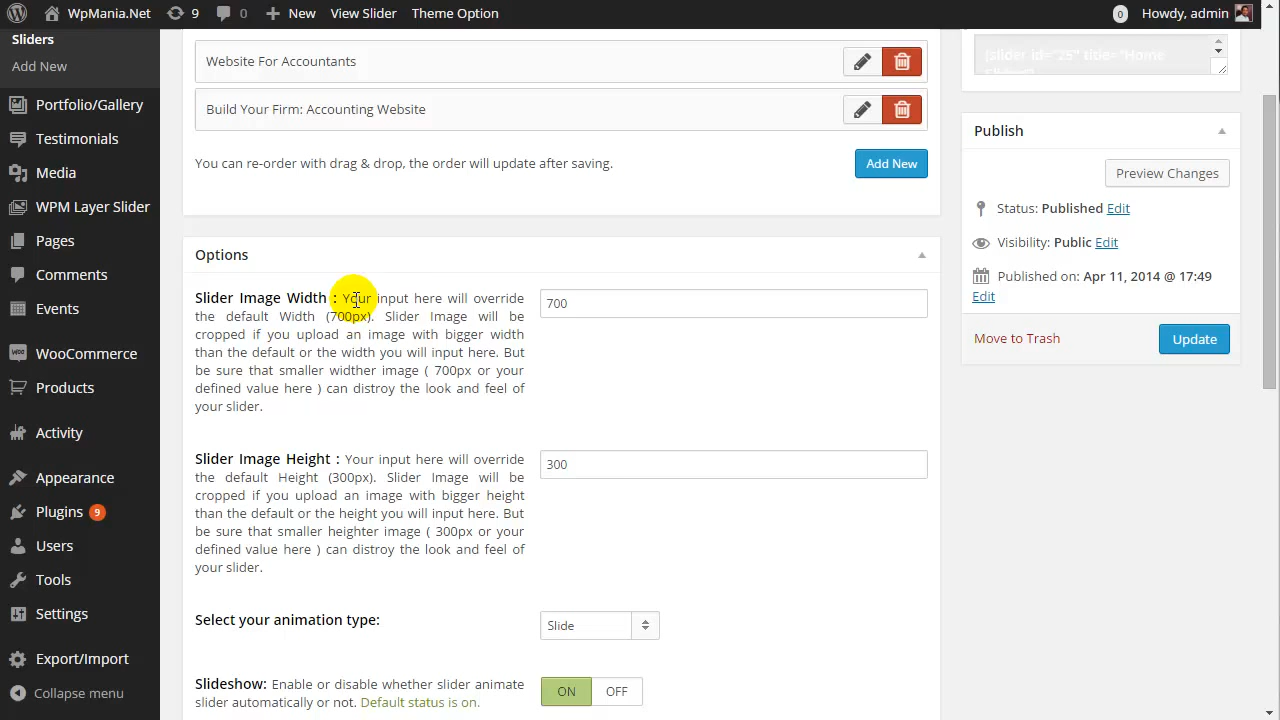 WpMania.Net 9 0 New View Slider Theme Option 0 Howdy, admin
Sliders
Add New
Portfolio/Gallery
Testimonials
Media
WPM Layer Slider
Pages
Comments
Events
WooCommerce
Products
Activity
Appearance
Plugins 9
Users
Tools
Settings
Export/Import
Collapse menu
Website For Accountants
Build Your Firm: Accounting Website
You can re-order with drag & drop, the order will update after saving.
Add New
Options
Slider Image Width : Your input here will override
the default Width (700px). Slider Image will be
cropped if you upload an image with bigger width
than the default or the width you will input here. But
be sure that smaller widther image ( 700px or your
defined value here ) can distroy the look and feel of
your slider.
700
Slider Image Height : Your input here will override
the default Height (300px). Slider Image will be
cropped if you upload an image with bigger height
than the default or the height you will input here. But
be sure that smaller heighter image ( 300px or your
defined value here ) can distroy the look and feel of
your slider.
300
Select your animation type:
Slide
Slideshow: Enable or disable whether slider animate
slider automatically or not. Default status is on.
ON OFF
[slider id="25" title="Home
Slider"]
Publish
Preview Changes
Status: Published Edit
Visibility: Public Edit
Published on: Apr 11, 2014 @ 17:49
Edit
Move to Trash
Update